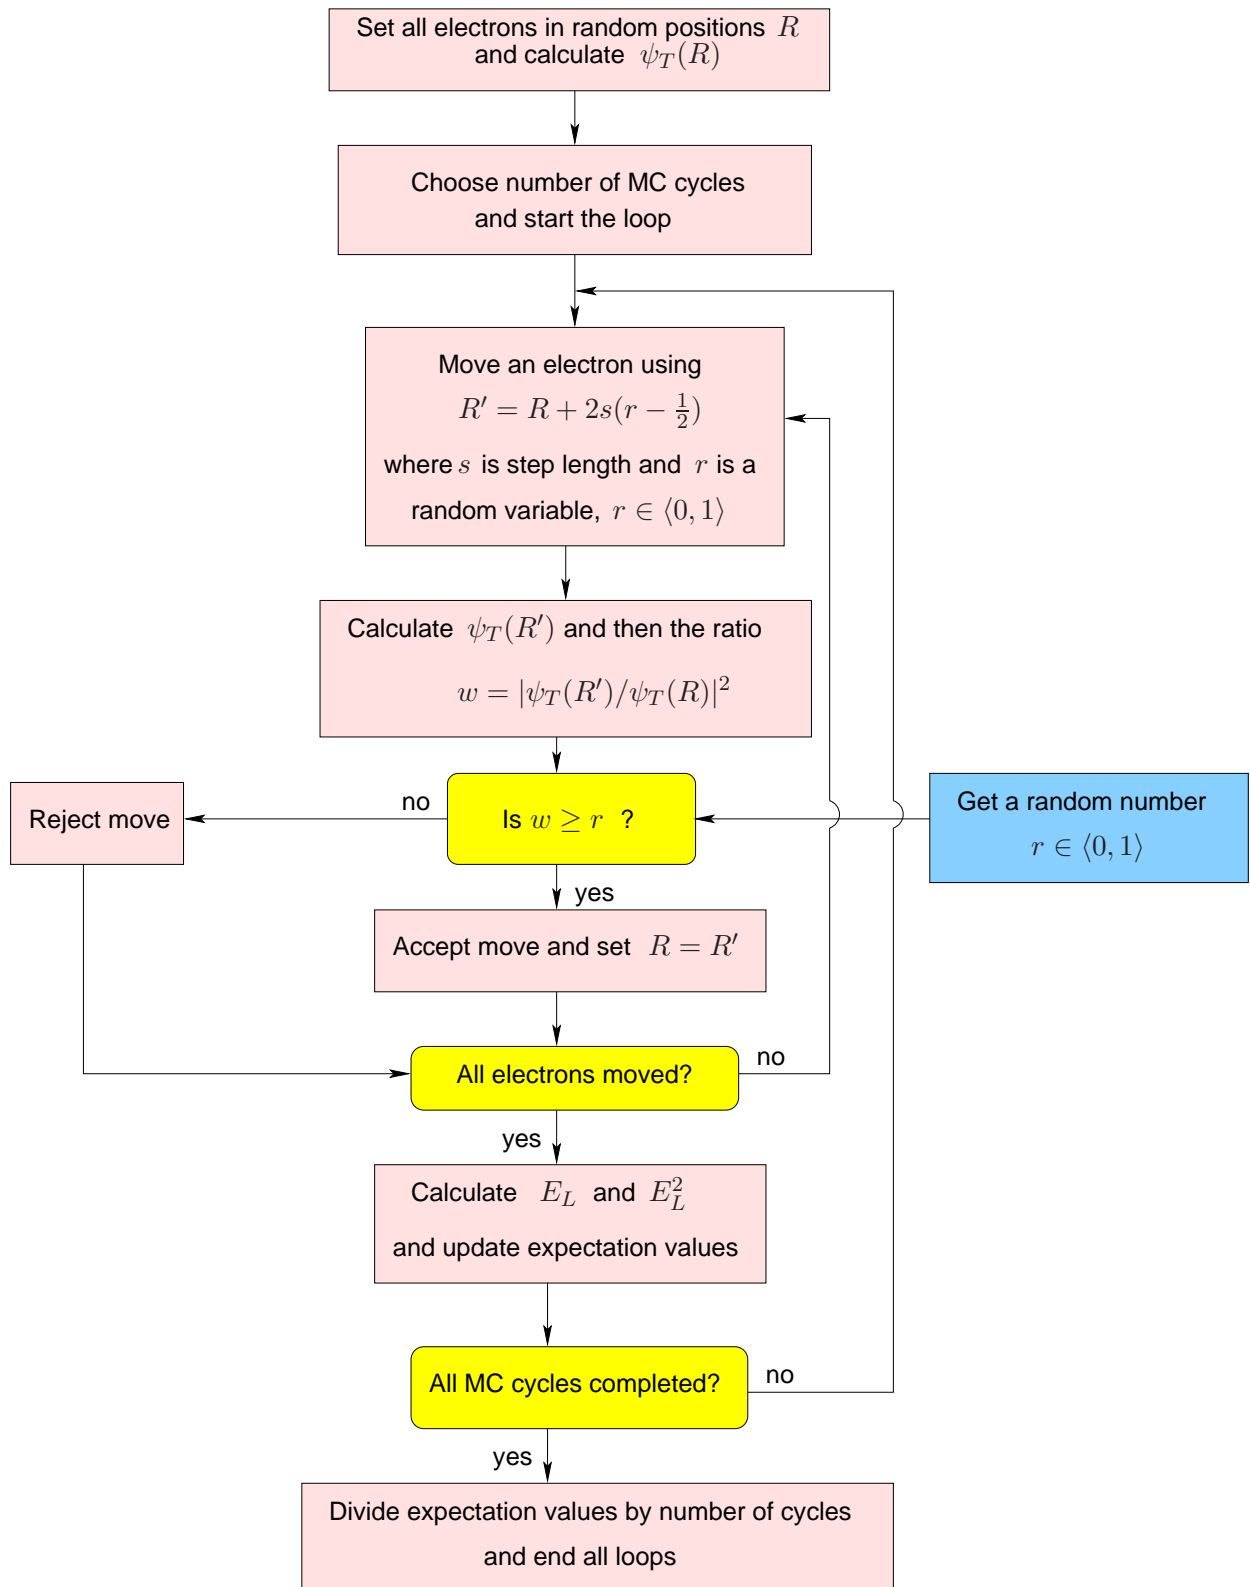 Set all electrons in random positions R
and calculate ψ_T(R)
Choose number of MC cycles
and start the loop
Move an electron using
R′ = R + 2s(r − 1/2)
where s is step length and r is a
random variable, r ∈ ⟨0, 1⟩
Calculate ψ_T(R′) and then the ratio
w = |ψ_T(R′)/ψ_T(R)|²
Reject move
no
Is w ≥ r ?
Get a random number
r ∈ ⟨0, 1⟩
yes
Accept move and set R = R′
All electrons moved?
no
yes
Calculate E_L and E_L²
and update expectation values
All MC cycles completed?
no
yes
Divide expectation values by number of cycles
and end all loops